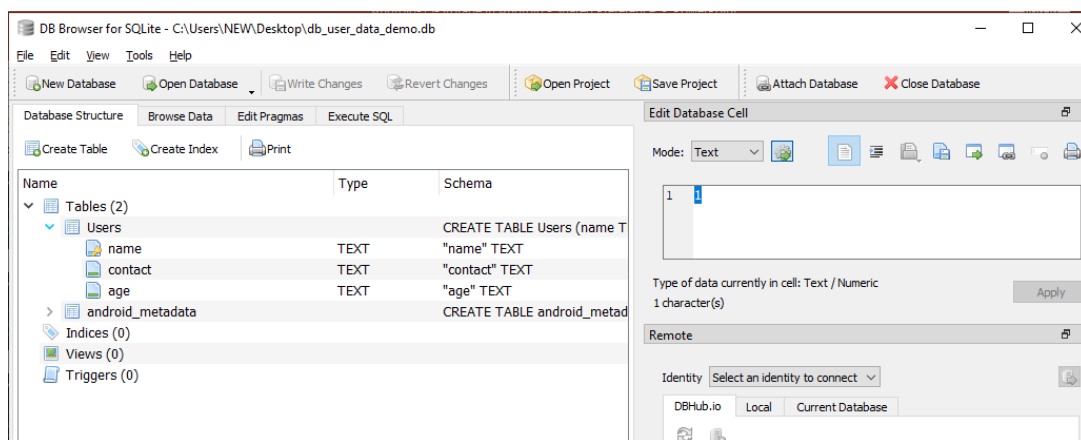 DB Browser for SQLite - C:\Users\NEW\Desktop\db_user_data_demo.db
File Edit View Tools Help
New Database Open Database Write Changes Revert Changes Open Project Save Project Attach Database Close Database
Database Structure Browse Data Edit Pragmas Execute SQL
Create Table Create Index Print
Name Type Schema
Tables (2)
Users CREATE TABLE Users (name T
name TEXT "name" TEXT
contact TEXT "contact" TEXT
age TEXT "age" TEXT
android_metadata CREATE TABLE android_metad
Indices (0)
Views (0)
Triggers (0)
Edit Database Cell
Mode: Text
1 1
Type of data currently in cell: Text / Numeric
1 character(s)
Apply
Remote
Identity Select an identity to connect
DBHub.io Local Current Database